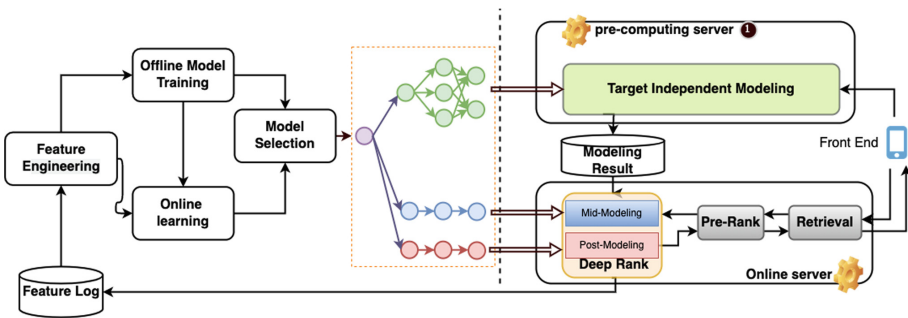 pre-computing server 1
Offline Model
Training
Target Independent Modeling
Model
Selection
Front End
Feature
Engineering
Modeling
Result
Online
learning
Mid-Modeling
Pre-Rank
Retrieval
Post-Modeling
Deep Rank
Online server
Feature Log